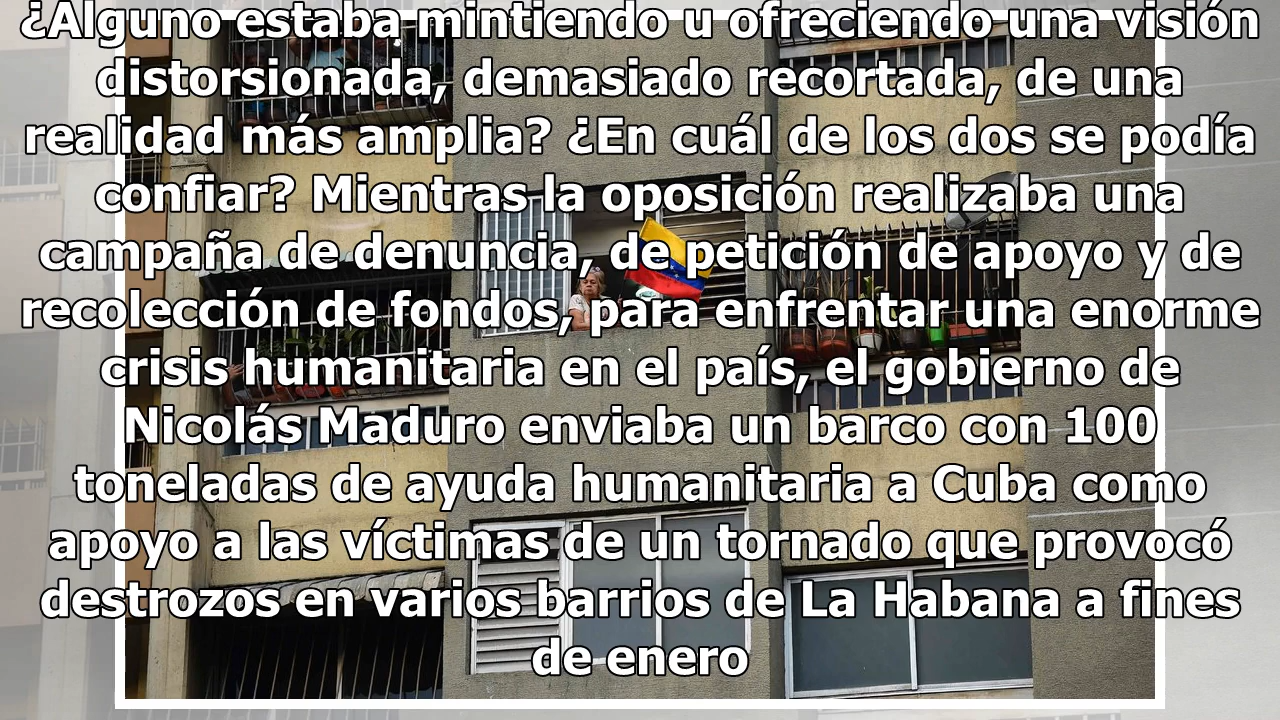 ¿Alguno estaba mintiendo u ofreciendo una visión
distorsionada, demasiado recortada, de una
realidad más amplia? ¿En cuál de los dos se podía
confiar? Mientras la oposición realizaba una
campaña de denuncia, de petición de apoyo y de
recolección de fondos, para enfrentar una enorme
crisis humanitaria en el país, el gobierno de
Nicolás Maduro enviaba un barco con 100
toneladas de ayuda humanitaria a Cuba como
apoyo a las víctimas de un tornado que provocó
destrozos en varios barrios de La Habana a fines
de enero